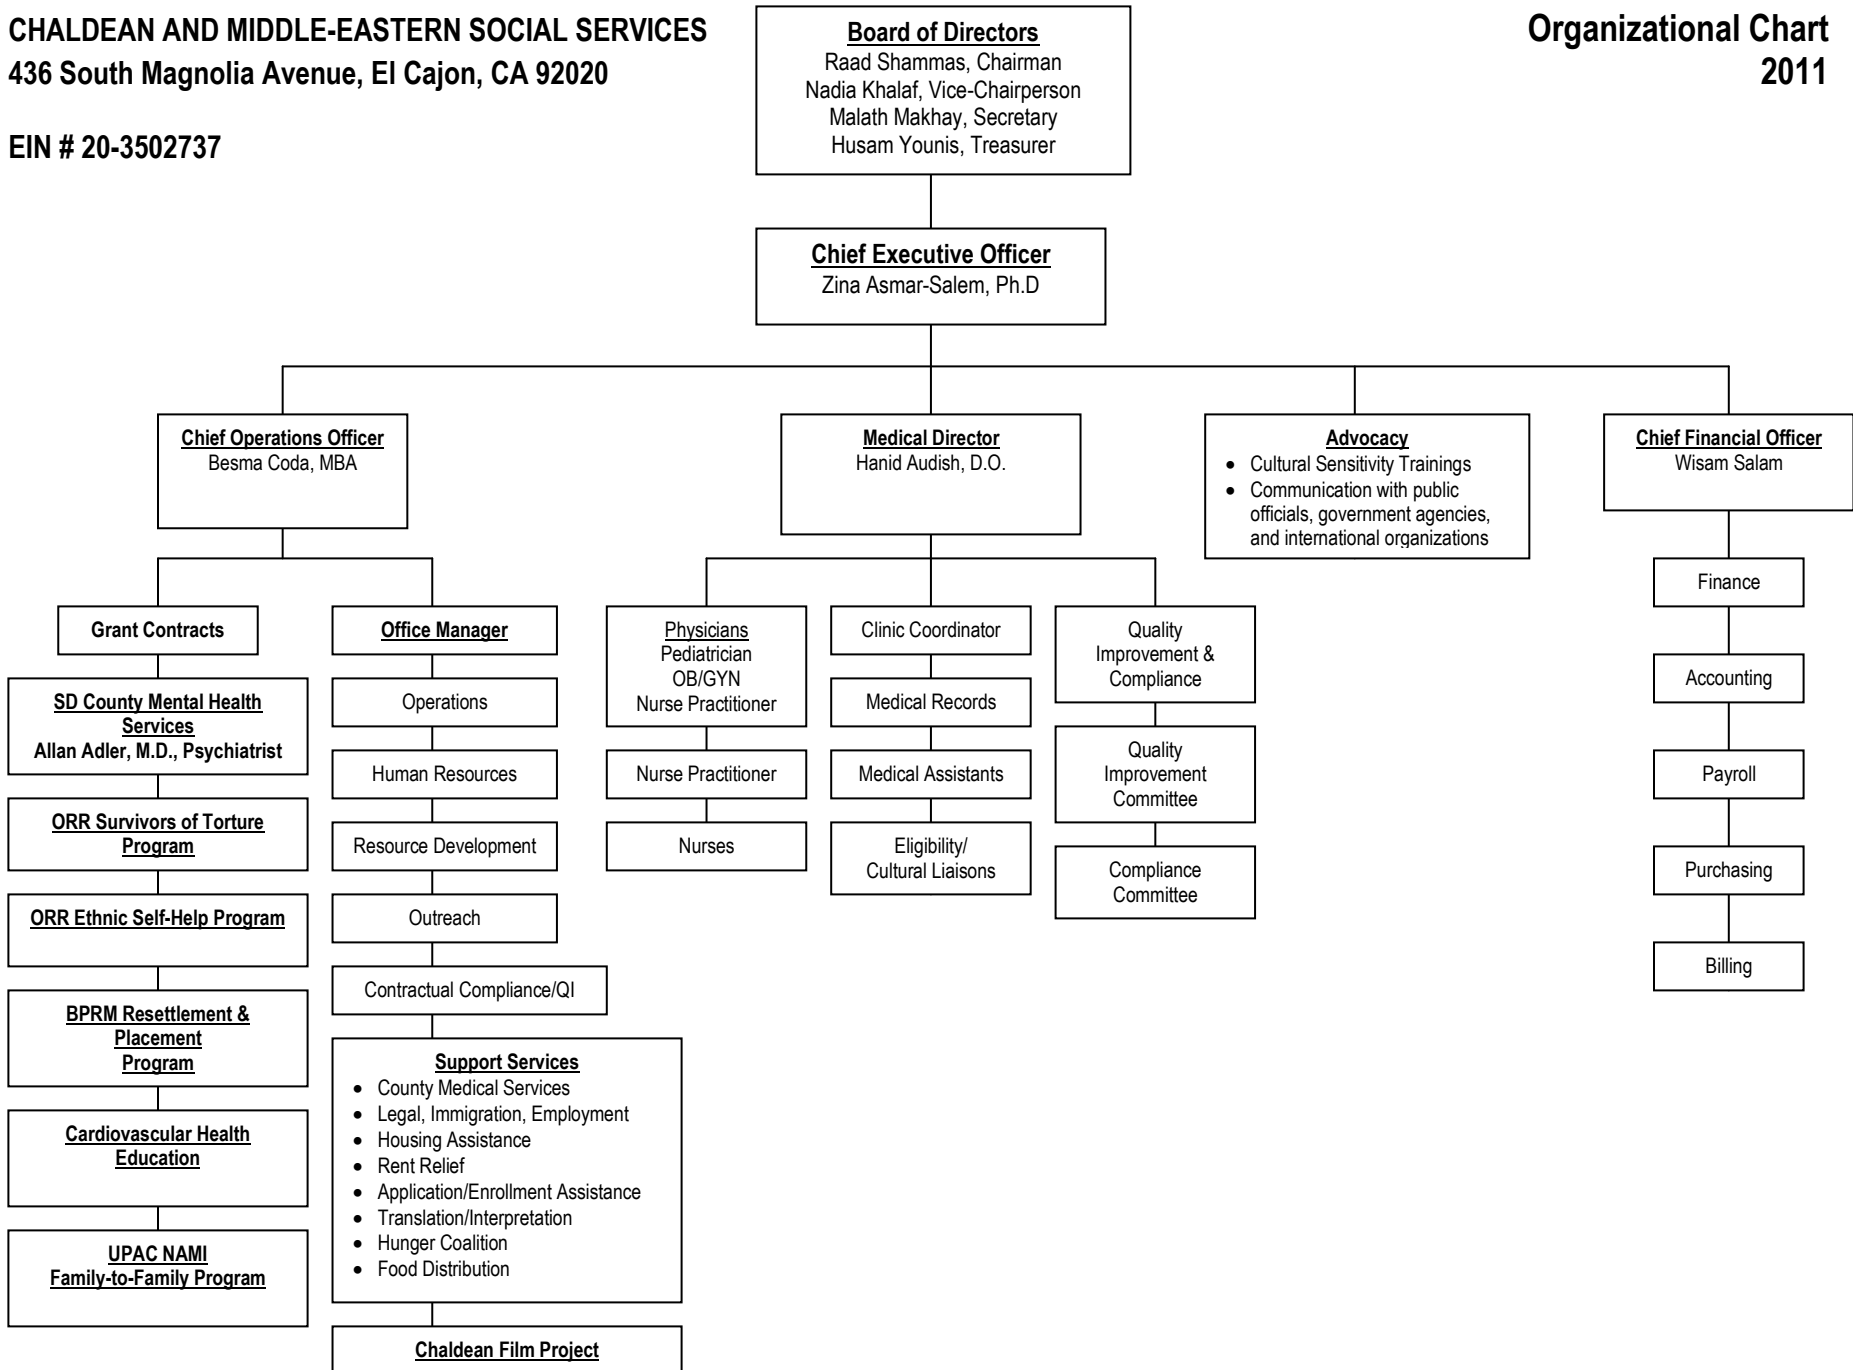 CHALDEAN AND MIDDLE-EASTERN SOCIAL SERVICES
436 South Magnolia Avenue, El Cajon, CA 92020
EIN # 20-3502737
Organizational Chart
2011
Board of Directors
Raad Shammas, Chairman
Nadia Khalaf, Vice-Chairperson
Malath Makhay, Secretary
Husam Younis, Treasurer
Chief Executive Officer
Zina Asmar-Salem, Ph.D
Chief Operations Officer
Besma Coda, MBA
Medical Director
Hanid Audish, D.O.
Advocacy
• Cultural Sensitivity Trainings
• Communication with public
officials, government agencies,
and international organizations
Chief Financial Officer
Wisam Salam
Grant Contracts
SD County Mental Health
Services
Allan Adler, M.D., Psychiatrist
ORR Survivors of Torture
Program
ORR Ethnic Self-Help Program
BPRM Resettlement &
Placement
Program
Cardiovascular Health
Education
UPAC NAMI
Family-to-Family Program
Office Manager
Operations
Human Resources
Resource Development
Outreach
Contractual Compliance/QI
Support Services
• County Medical Services
• Legal, Immigration, Employment
• Housing Assistance
• Rent Relief
• Application/Enrollment Assistance
• Translation/Interpretation
• Hunger Coalition
• Food Distribution
Chaldean Film Project
Physicians
Pediatrician
OB/GYN
Nurse Practitioner
Nurse Practitioner
Nurses
Clinic Coordinator
Medical Records
Medical Assistants
Eligibility/
Cultural Liaisons
Quality
Improvement &
Compliance
Quality
Improvement
Committee
Compliance
Committee
Finance
Accounting
Payroll
Purchasing
Billing